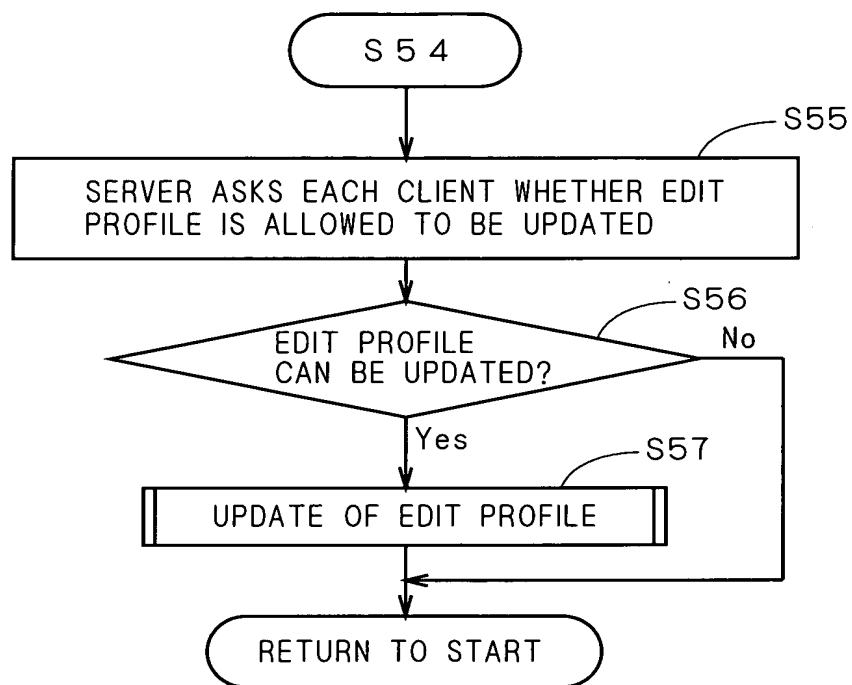 S54
S55
SERVER ASKS EACH CLIENT WHETHER EDIT
PROFILE IS ALLOWED TO BE UPDATED
S56
EDIT PROFILE
CAN BE UPDATED?
No
Yes
S57
UPDATE OF EDIT PROFILE
RETURN TO START